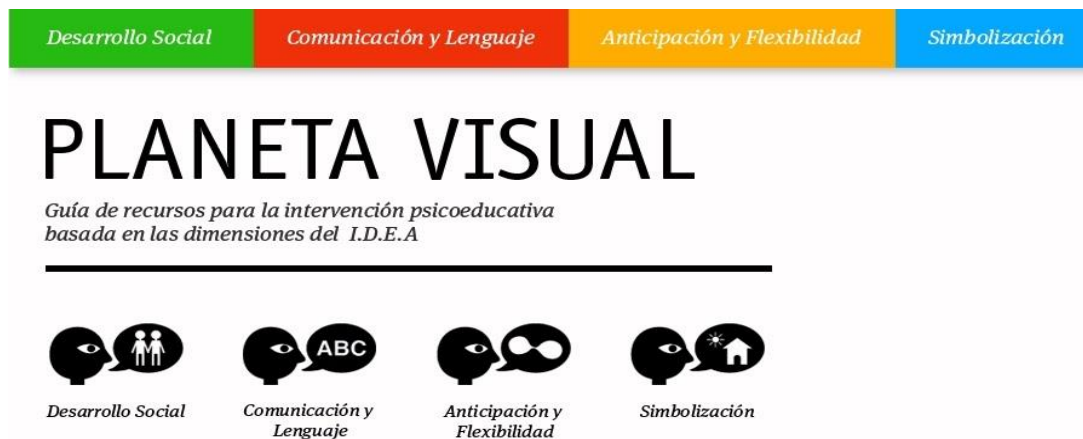 Desarrollo Social
Comunicación y Lenguaje
Anticipación y Flexibilidad
Simbolización
PLANETA VISUAL
Guía de recursos para la intervención psicoeducativa
basada en las dimensiones del I.D.E.A
ABC
Desarrollo Social
Comunicación y
Lenguaje
Anticipación y
Flexibilidad
Simbolización